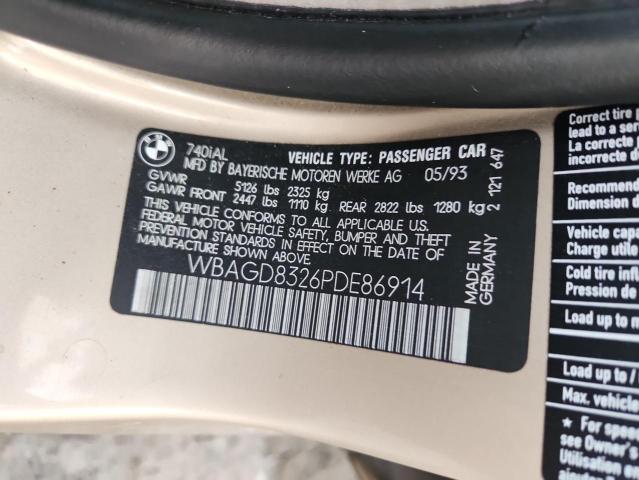 BMW
740iAL VEHICLE TYPE: PASSENGER CAR
MFD BY BAYERISCHE MOTOREN WERKE AG 05/93
GVWR 5126 lbs 2325 kg
GAWR FRONT 2447 lbs 1110 kg REAR 2822 lbs 1280 kg
THIS VEHICLE CONFORMS TO ALL APPLICABLE U.S.
FEDERAL MOTOR VEHICLE SAFETY, BUMPER AND THEFT
PREVENTION STANDARDS IN EFFECT ON THE DATE OF
MANUFACTURE SHOWN ABOVE.
WBAGD8326PDE86914
MADE IN
GERMANY
2 121 647
Correct tire
lead to a
La correcte
incorrecte
Recommend
Dimension d
Vehicle capa
Charge utile
Cold tire infl
Pression de
Load up to
Load up to /
Max. vehicle
★ For speed
see Owner's
Utilisation en